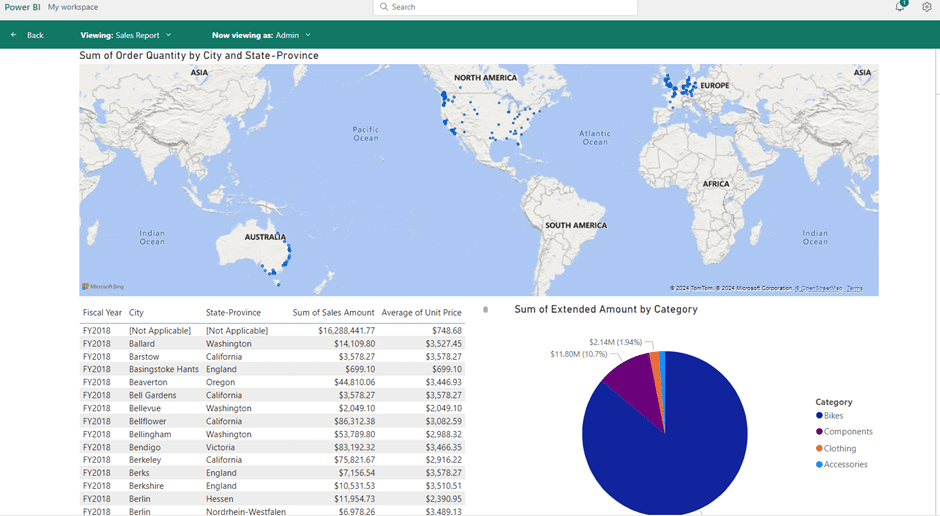 Power BI My workspace
Search
1
Back
Viewing: Sales Report
Now viewing as: Admin
Sum of Order Quantity by City and State-Province
ASIA
NORTH AMERICA
EUROPE
ASIA
Pacific
Ocean
Atlantic
Ocean
AFRICA
SOUTH AMERICA
AUSTRALIA
Indian
Ocean
Indian
Ocean
Microsoft Bing
© 2024 TomTom, © 2024 Microsoft Corporation, © OpenStreetMap Terms
Fiscal Year City State-Province Sum of Sales Amount Average of Unit Price
FY2018 [Not Applicable] [Not Applicable] $16,288,441.77 $748.68
FY2018 Ballard Washington $14,109.80 $3,527.45
FY2018 Barstow California $3,578.27 $3,578.27
FY2018 Basingstoke Hants England $699.10 $699.10
FY2018 Beaverton Oregon $44,810.06 $3,446.93
FY2018 Bell Gardens California $3,578.27 $3,578.27
FY2018 Bellevue Washington $2,049.10 $2,049.10
FY2018 Bellflower California $86,312.38 $3,082.59
FY2018 Bellingham Washington $53,789.80 $2,988.32
FY2018 Bendigo Victoria $83,192.32 $3,466.35
FY2018 Berkeley California $75,821.67 $2,916.22
FY2018 Berks England $7,156.54 $3,578.27
FY2018 Berkshire England $10,531.53 $3,510.51
FY2018 Berlin Hessen $11,954.73 $2,390.95
FY2018 Berlin Nordrhein-Westfalen $6,978.26 $3,489.13
Sum of Extended Amount by Category
$2.14M (1.94%)
$11.80M (10.7%)
Category
Bikes
Components
Clothing
Accessories